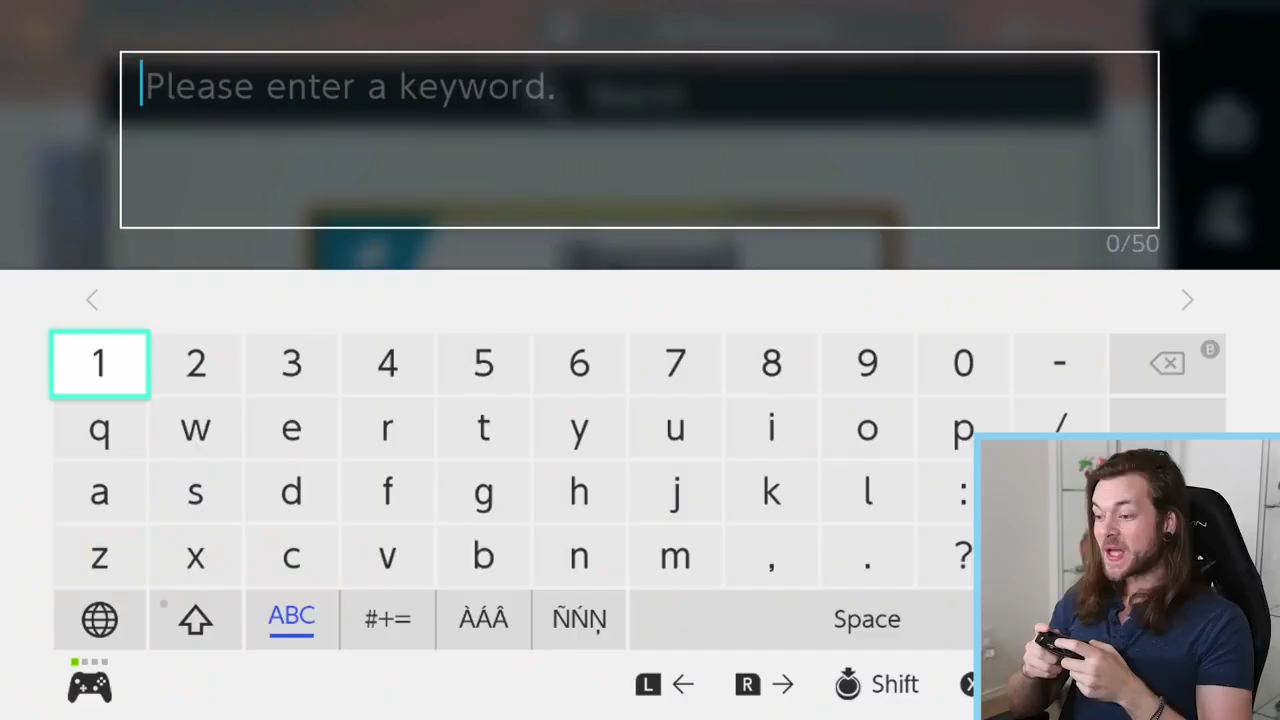 Please enter a keyword.
0/50
1 2 3 4 5 6 7 8 9 0 -
B
q w e r t y u i o p /
a s d f g h j k l :
z x c v b n m , . ?
ABC #+= ÀÁÂ ÑŃŅ Space
L ← R → Shift X